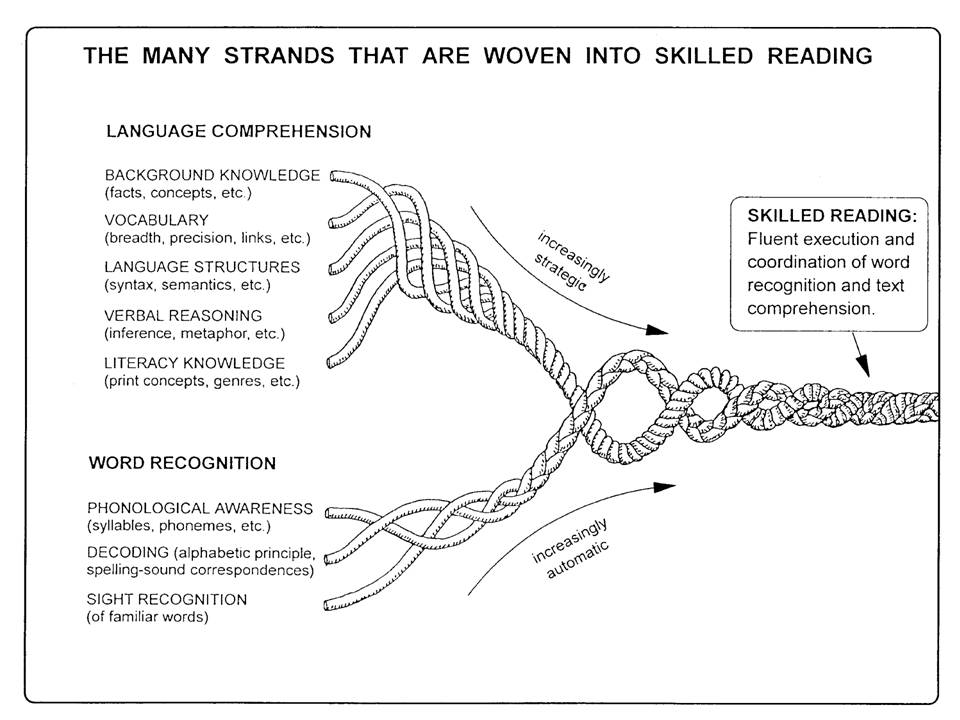 THE MANY STRANDS THAT ARE WOVEN INTO SKILLED READING
LANGUAGE COMPREHENSION
BACKGROUND KNOWLEDGE
(facts, concepts, etc.)
VOCABULARY
(breadth, precision, links, etc.)
LANGUAGE STRUCTURES
(syntax, semantics, etc.)
VERBAL REASONING
(inference, metaphor, etc.)
LITERACY KNOWLEDGE
(print concepts, genres, etc.)
increasingly
strategic
SKILLED READING:
Fluent execution and
coordination of word
recognition and text
comprehension.
WORD RECOGNITION
PHONOLOGICAL AWARENESS
(syllables, phonemes, etc.)
DECODING (alphabetic principle,
spelling-sound correspondences)
SIGHT RECOGNITION
(of familiar words)
increasingly
automatic